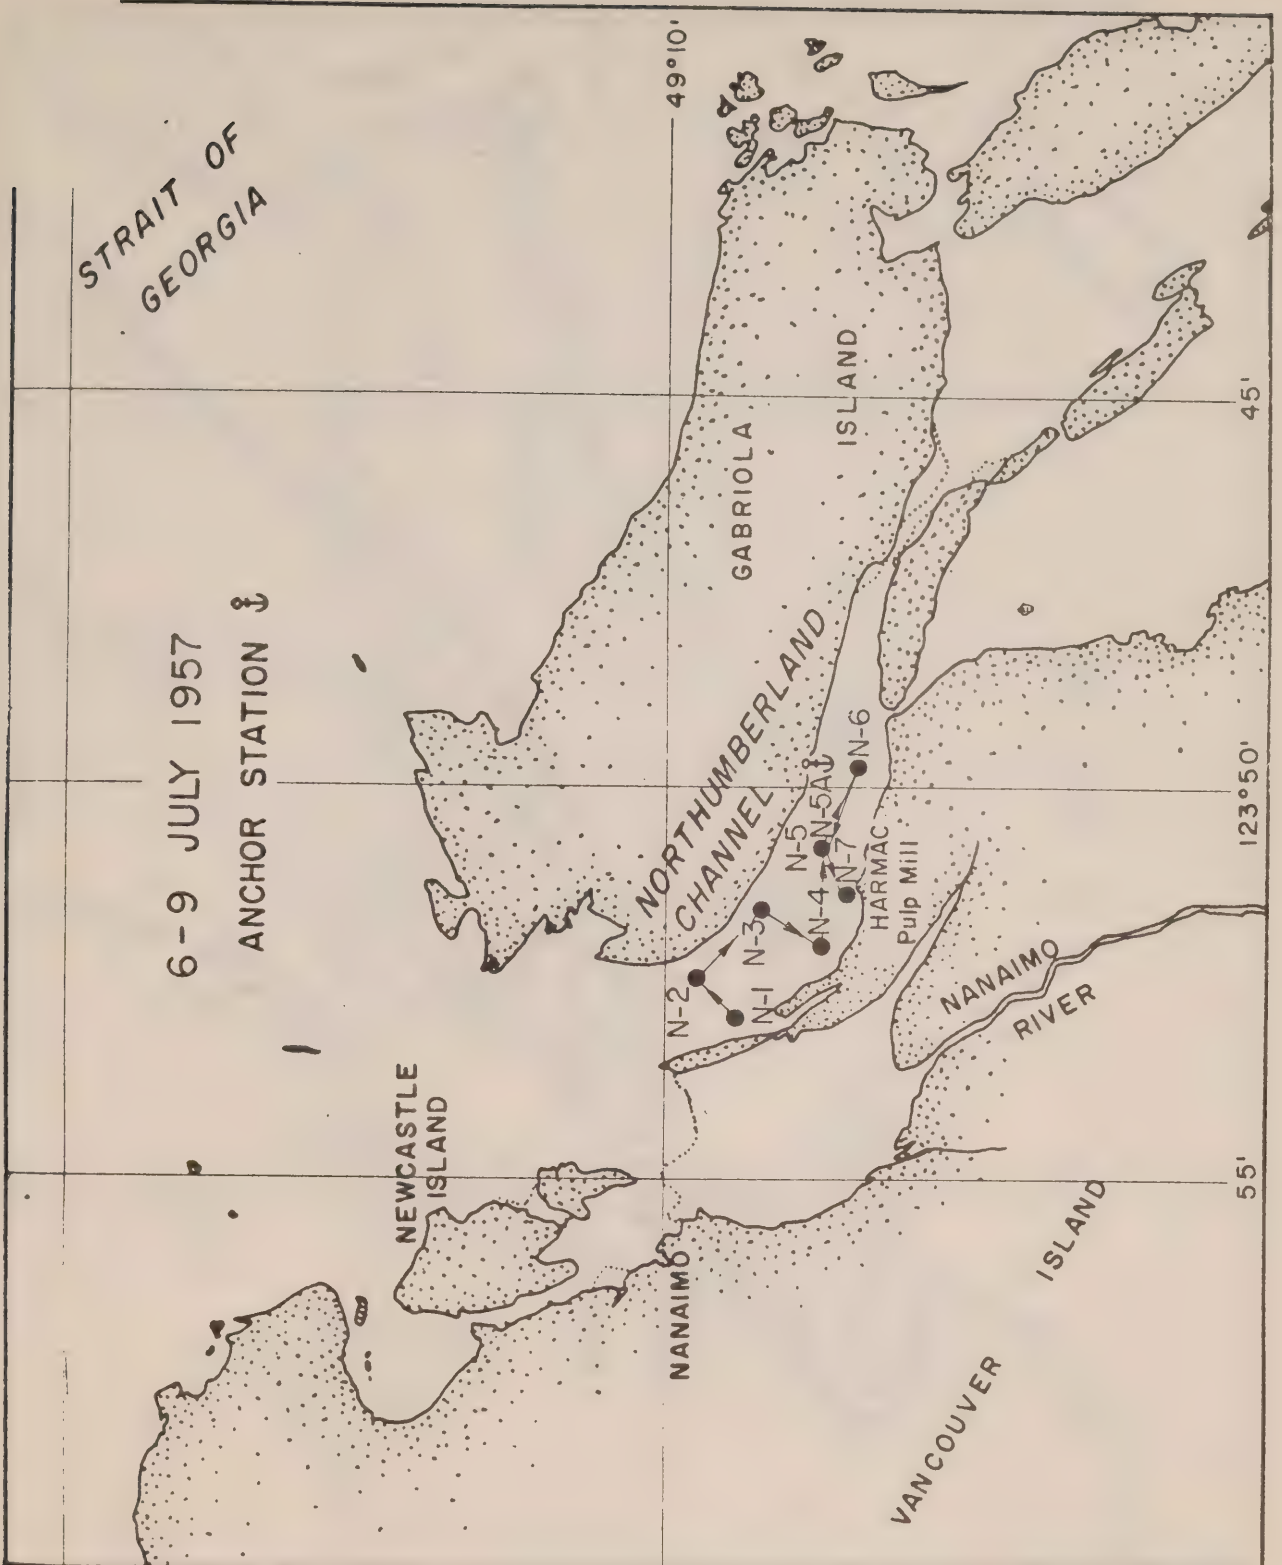 6-9 JULY 1957
ANCHOR STATION
STRAIT OF
GEORGIA
49°10'
NEWCASTLE
ISLAND
NANAIMO
GABRIOLA
ISLAND
NORTHUMBERLAND
CHANNEL
N-2
N-1
N-3
N-4
N-5
N-5A
N-7
N-6
HARMAC
Pulp Mill
NANAIMO
RIVER
VANCOUVER
ISLAND
55'
123°50'
45'